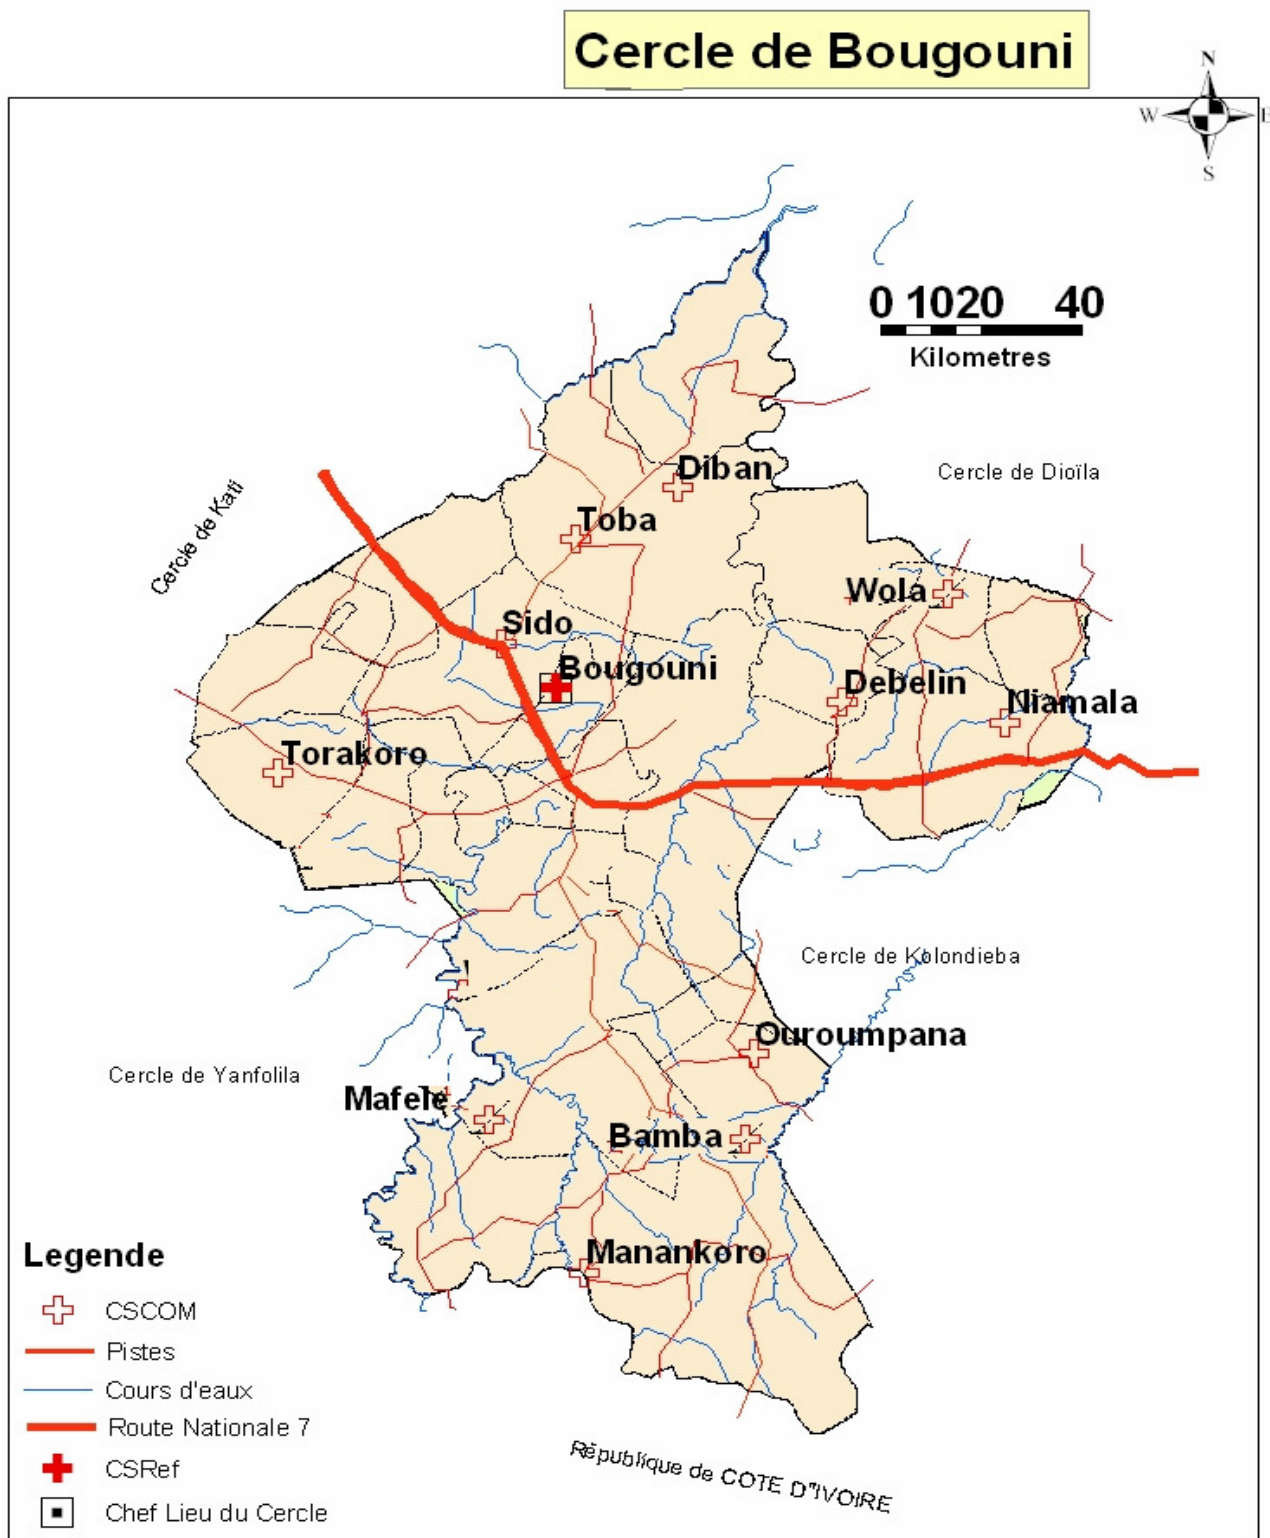 Cercle de Bougouni
N
W E
S
0 10 20 40
Kilometres
Diban
Cercle de Dioïla
Cercle de Kati
Toba
Wola
Sido
Bougouni
Debelin
Niamala
Torakoro
Cercle de Kolondieba
Ouroumpana
Cercle de Yanfolila
Mafele
Bamba
Manankoro
Legende
CSCOM
Pistes
Cours d'eaux
Route Nationale 7
CSRef
Chef Lieu du Cercle
République de COTE D"IVOIRE